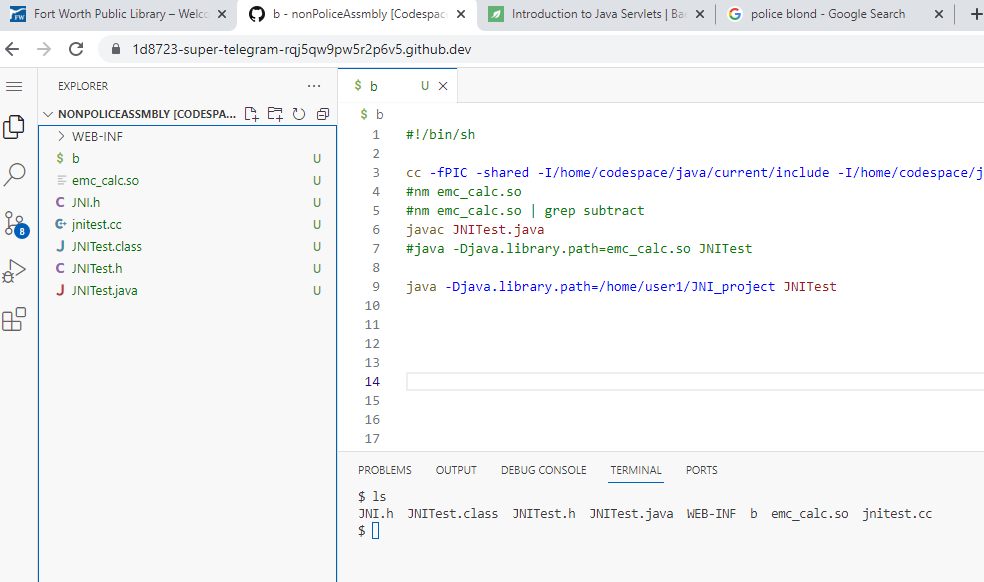 Fort Worth Public Library – Welco
b - nonPoliceAssmbly [Codespac
Introduction to Java Servlets | Bae
police blond - Google Search
1d8723-super-telegram-rqj5qw9pw5r2p6v5.github.dev
EXPLORER
NONPOLICEASSMBLY [CODESPA...
WEB-INF
$ b U
emc_calc.so U
C JNI.h U
G+ jnitest.cc U
J JNITest.class U
C JNITest.h U
J JNITest.java U
8
$ b U
$ b
1 #!/bin/sh
2
3 cc -fPIC -shared -I/home/codespace/java/current/include -I/home/codespace/j
4 #nm emc_calc.so
5 #nm emc_calc.so | grep subtract
6 javac JNITest.java
7 #java -Djava.library.path=emc_calc.so JNITest
8
9 java -Djava.library.path=/home/user1/JNI_project JNITest
10
11
12
13
14
15
16
17
PROBLEMS OUTPUT DEBUG CONSOLE TERMINAL PORTS
$ ls
JNI.h JNITest.class JNITest.h JNITest.java WEB-INF b emc_calc.so jnitest.cc
$